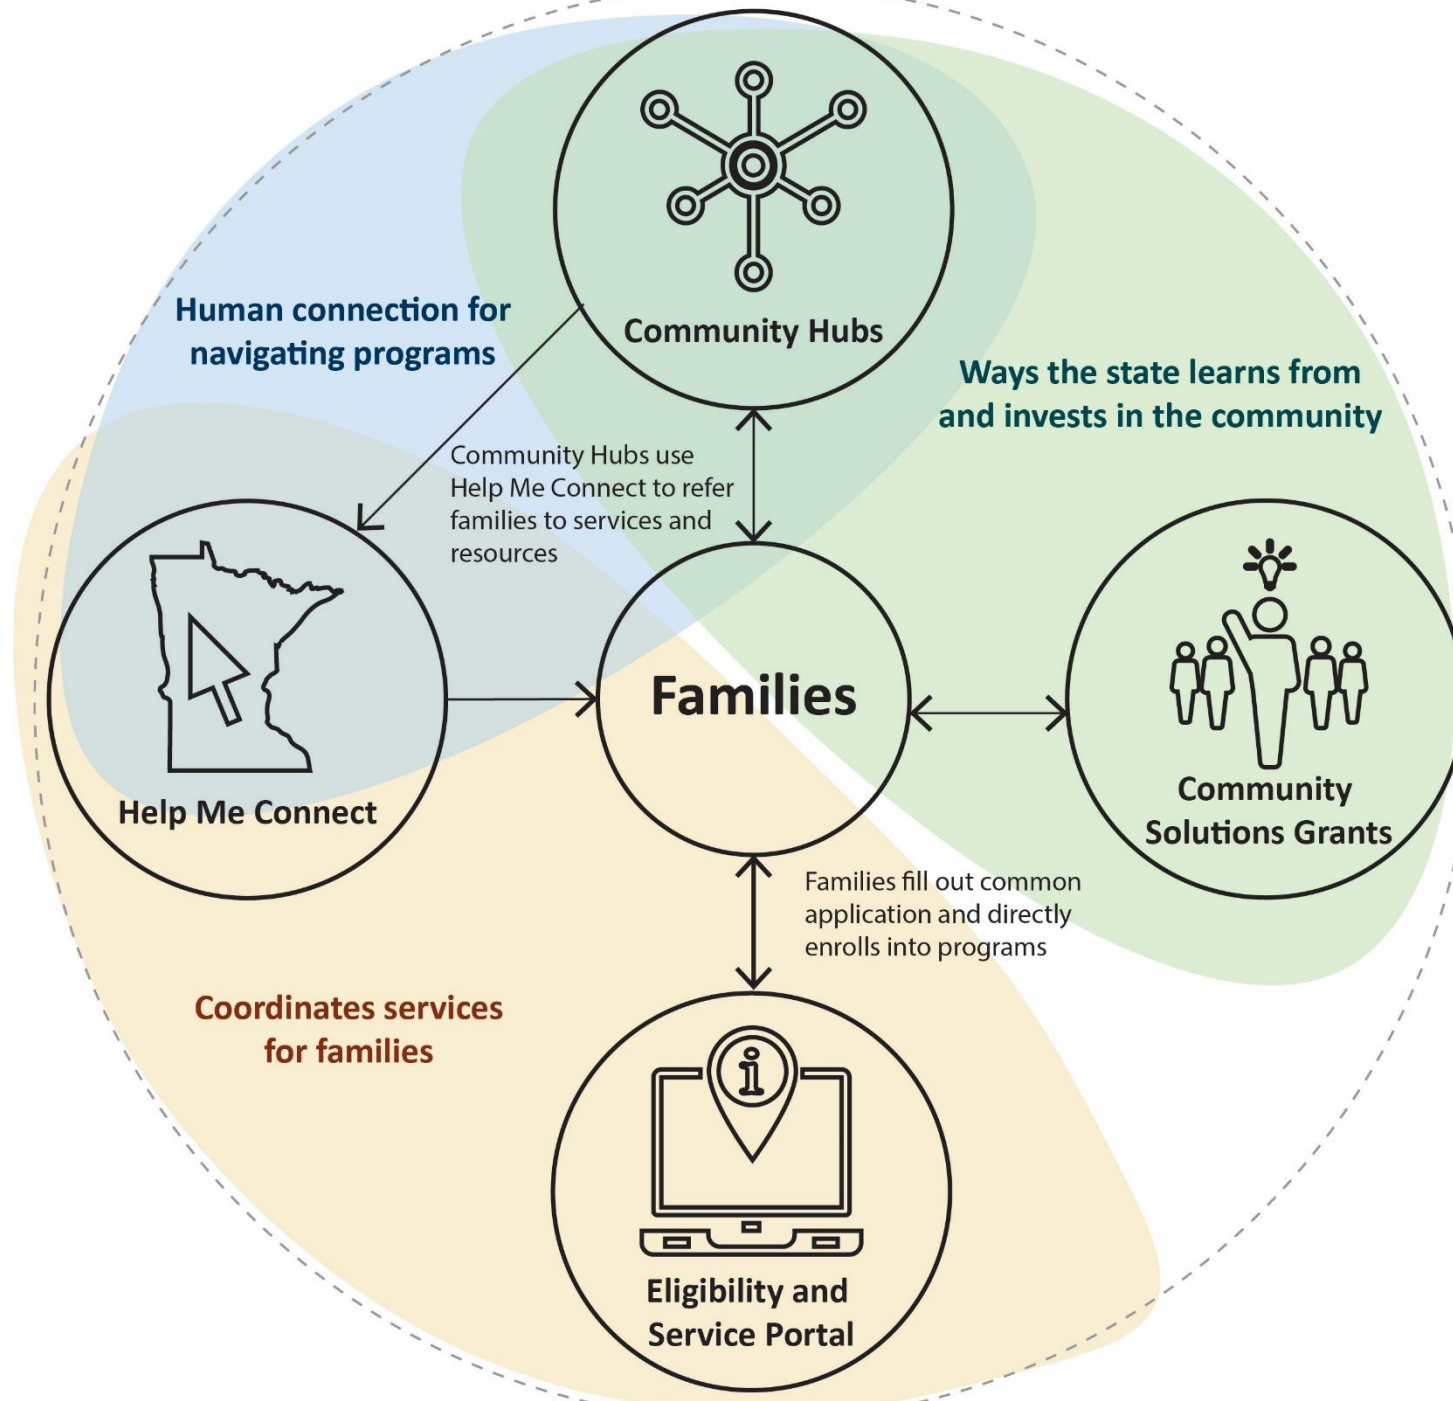 Community Hubs
Human connection for
navigating programs
Ways the state learns from
and invests in the community
Community Hubs use
Help Me Connect to refer
families to services and
resources
Families
Help Me Connect
Community
Solutions Grants
Families fill out common
application and directly
enrolls into programs
Coordinates services
for families
i
Eligibility and
Service Portal